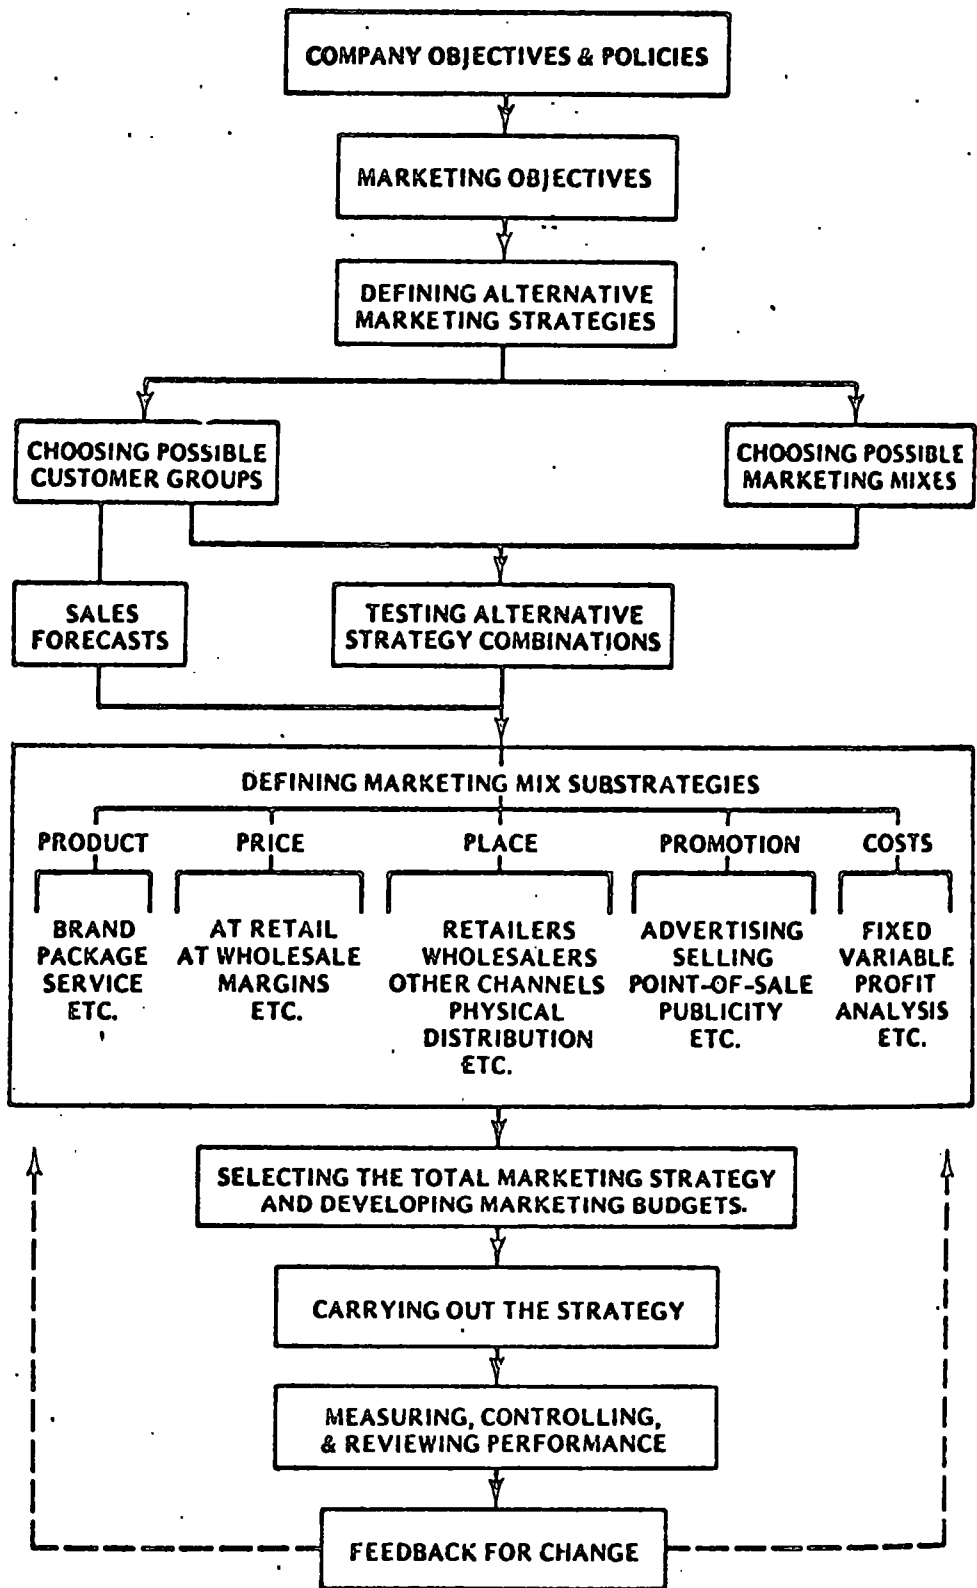 COMPANY OBJECTIVES & POLICIES
MARKETING OBJECTIVES
DEFINING ALTERNATIVE
MARKETING STRATEGIES
CHOOSING POSSIBLE
CUSTOMER GROUPS
CHOOSING POSSIBLE
MARKETING MIXES
SALES
FORECASTS
TESTING ALTERNATIVE
STRATEGY COMBINATIONS
DEFINING MARKETING MIX SUBSTRATEGIES
PRODUCT
BRAND
PACKAGE
SERVICE
ETC.
PRICE
AT RETAIL
AT WHOLESALE
MARGINS
ETC.
PLACE
RETAILERS
WHOLESALERS
OTHER CHANNELS
PHYSICAL
DISTRIBUTION
ETC.
PROMOTION
ADVERTISING
SELLING
POINT-OF-SALE
PUBLICITY
ETC.
COSTS
FIXED
VARIABLE
PROFIT
ANALYSIS
ETC.
SELECTING THE TOTAL MARKETING STRATEGY
AND DEVELOPING MARKETING BUDGETS.
CARRYING OUT THE STRATEGY
MEASURING, CONTROLLING,
& REVIEWING PERFORMANCE
FEEDBACK FOR CHANGE